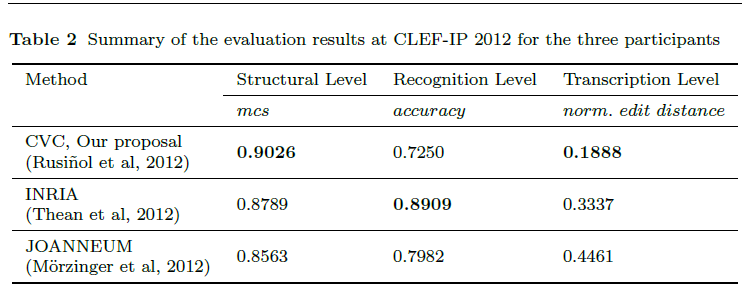 Table 2 Summary of the evaluation results at CLEF-IP 2012 for the three participants
Method Structural Level Recognition Level Transcription Level
mcs accuracy norm. edit distance
CVC, Our proposal
(Rusiñol et al, 2012) 0.9026 0.7250 0.1888
INRIA
(Thean et al, 2012) 0.8789 0.8909 0.3337
JOANNEUM
(Mörzinger et al, 2012) 0.8563 0.7982 0.4461